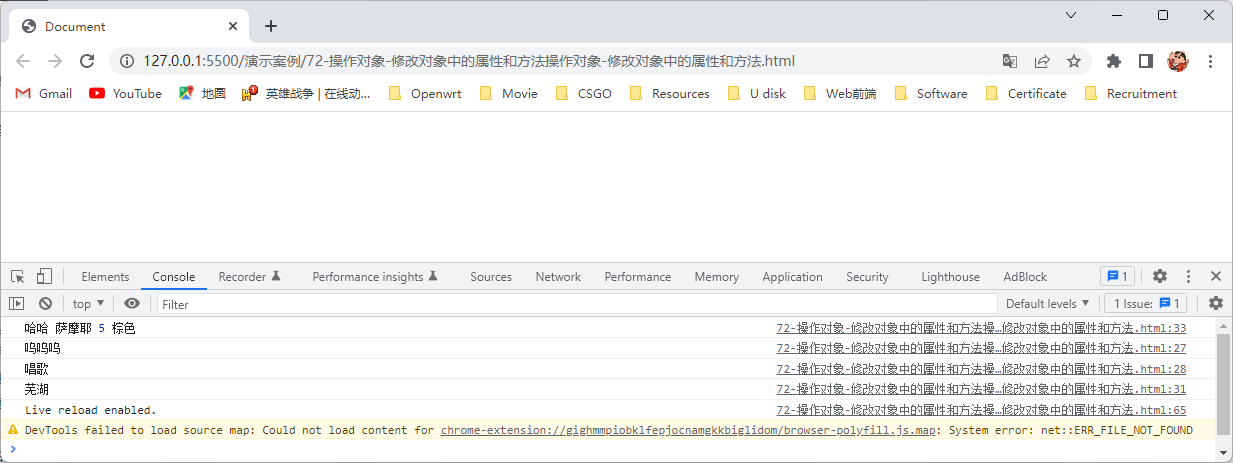 Document
127.0.0.1:5500/演示案例/72-操作对象-修改对象中的属性和方法操作对象-修改对象中的属性和方法.html
Gmail YouTube 地图 英雄战争 | 在线动... Openwrt Movie CSGO Resources U disk Web前端 Software Certificate Recruitment
Elements Console Recorder Performance insights Sources Network Performance Memory Application Security Lighthouse AdBlock 1
top Filter Default levels 1 Issue: 1
哈哈 萨摩耶 5 棕色 72-操作对象-修改对象中的属性和方法操…修改对象中的属性和方法.html:33
呜呜呜 72-操作对象-修改对象中的属性和方法操…修改对象中的属性和方法.html:27
唱歌 72-操作对象-修改对象中的属性和方法操…修改对象中的属性和方法.html:28
芜湖 72-操作对象-修改对象中的属性和方法操…修改对象中的属性和方法.html:31
Live reload enabled. 72-操作对象-修改对象中的属性和方法操…修改对象中的属性和方法.html:65
DevTools failed to load source map: Could not load content for chrome-extension://gighmmpiobklfepjocnamgkkbiglidom/browser-polyfill.js.map: System error: net::ERR_FILE_NOT_FOUND